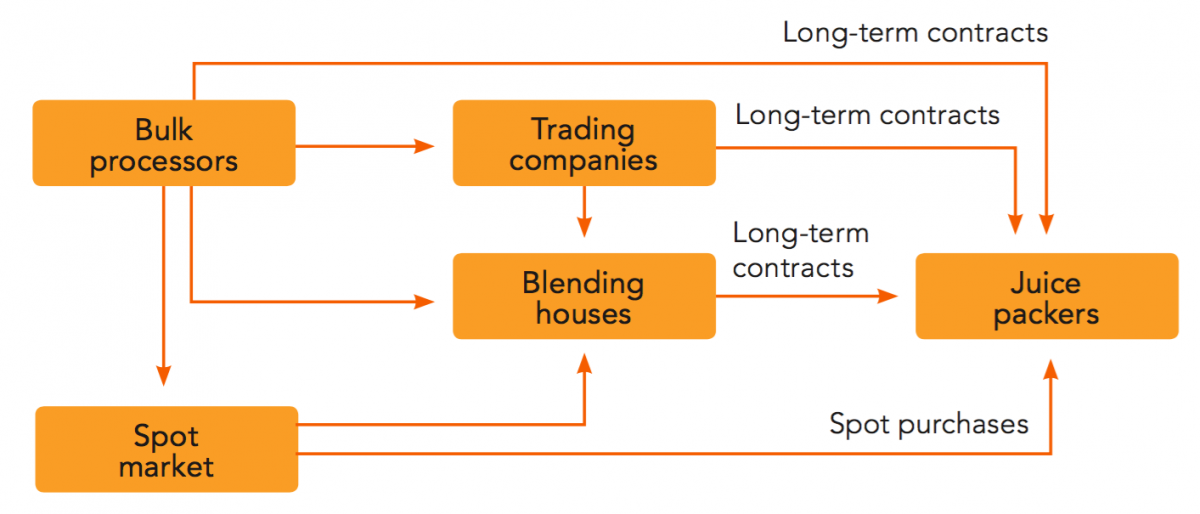 Long-term contracts
Bulk
processors
Trading
companies
Long-term contracts
Long-term
contracts
Blending
houses
Juice
packers
Spot
market
Spot purchases